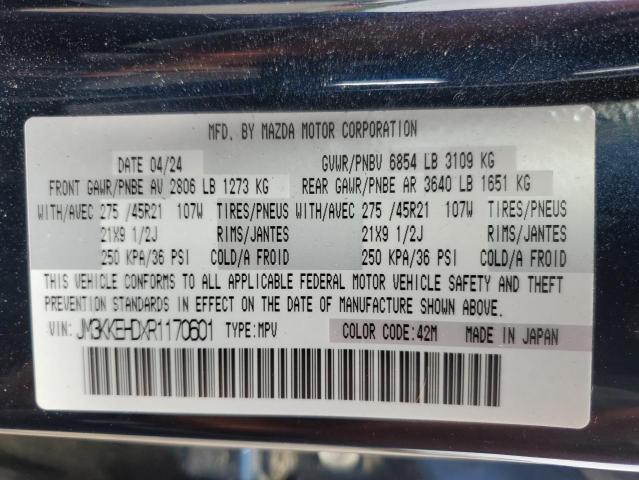 MFD. BY MAZDA MOTOR CORPORATION
DATE 04/24 GVWR/PNBV 6854 LB 3109 KG
FRONT GAWR/PNBE AV 2806 LB 1273 KG REAR GAWR/PNBE AR 3640 LB 1651 KG
WITH/AVEC 275 /45R21 107W TIRES/PNEUS WITH/AVEC 275 /45R21 107W TIRES/PNEUS
21X9 1/2J RIMS/JANTES 21X9 1/2J RIMS/JANTES
250 KPA/36 PSI COLD/A FROID 250 KPA/36 PSI COLD/A FROID
THIS VEHICLE CONFORMS TO ALL APPLICABLE FEDERAL MOTOR VEHICLE SAFETY AND THEFT
PREVENTION STANDARDS IN EFFECT ON THE DATE OF MANUFACTURE SHOWN ABOVE.
VIN: JM3KKEHDXR1170601 TYPE:MPV COLOR CODE:42M MADE IN JAPAN